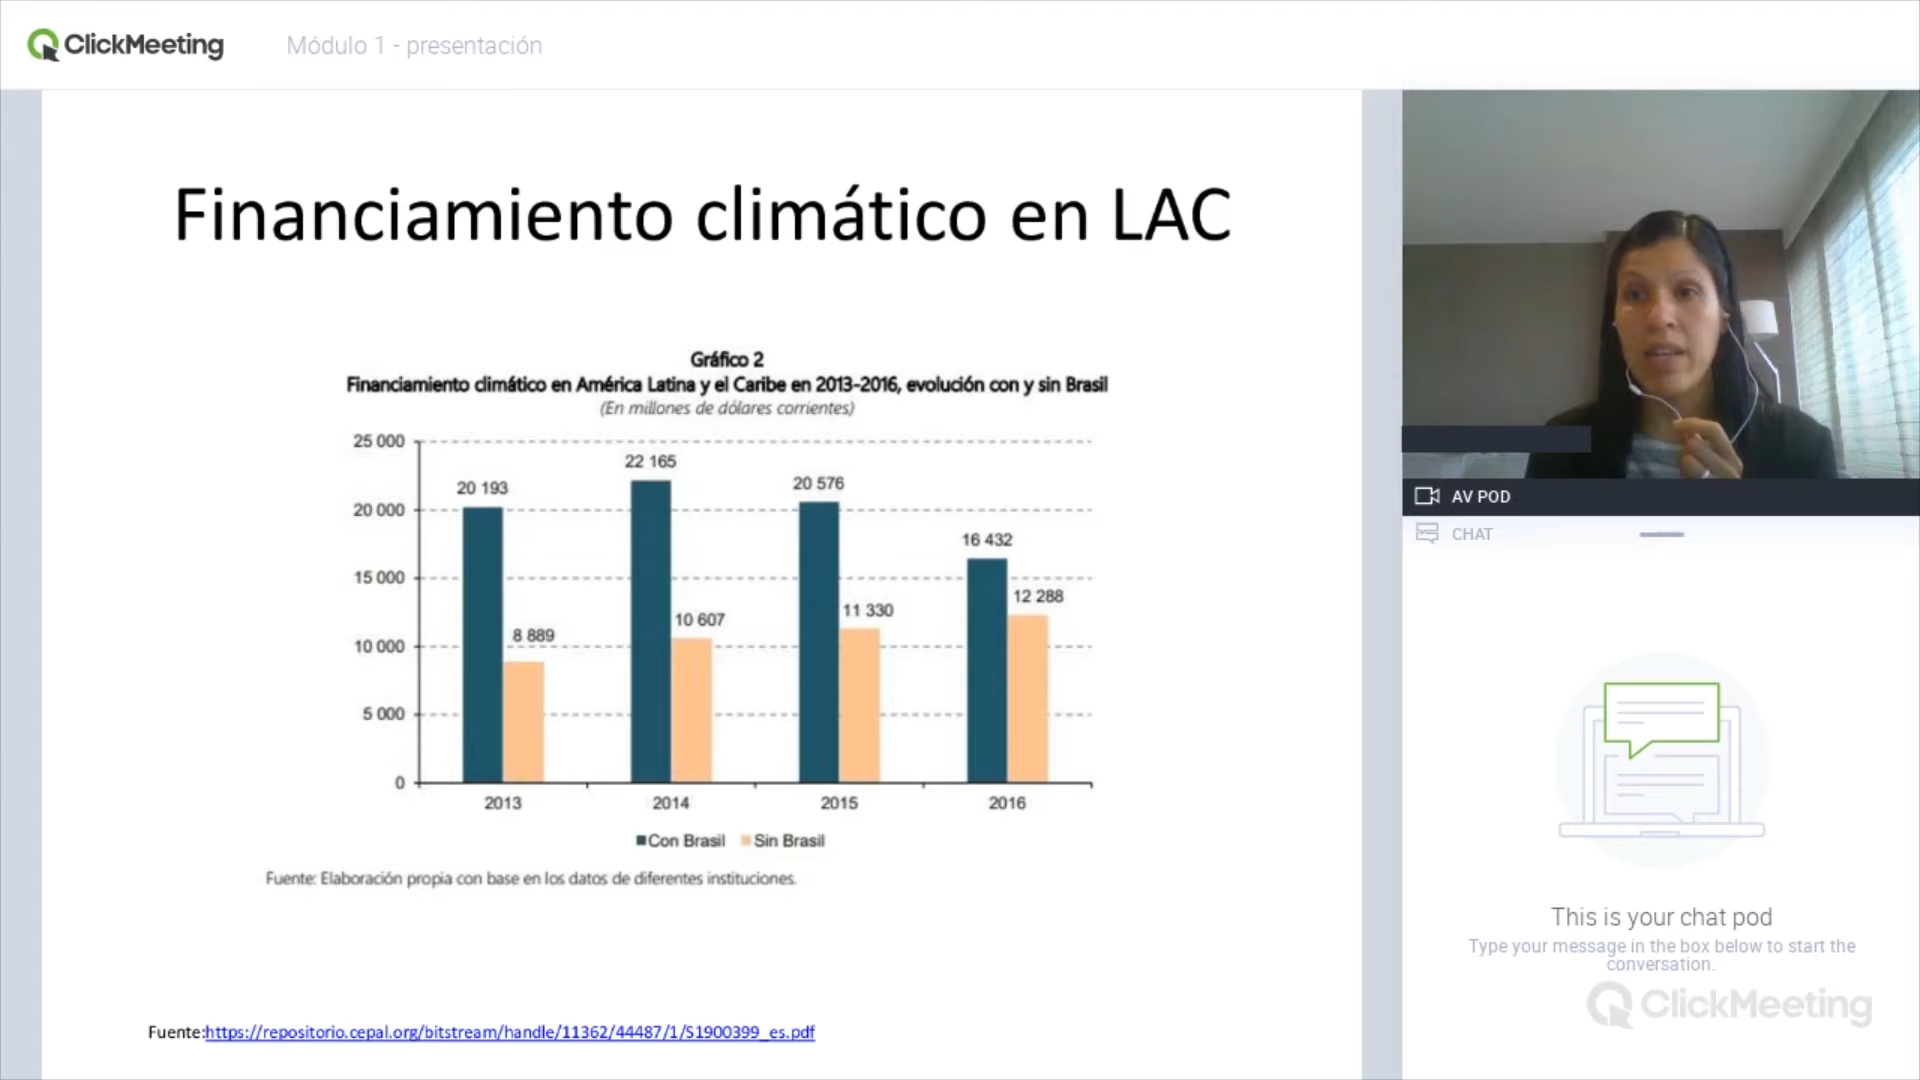 ClickMeeting
Módulo 1 - presentación
Financiamiento climático en LAC
Gráfico 2
Financiamiento climático en América Latina y el Caribe en 2013-2016, evolución con y sin Brasil
(En millones de dólares corrientes)
25 000
20 000
15 000
10 000
5 000
0
20 193
8 889
22 165
10 607
20 576
11 330
16 432
12 288
2013
2014
2015
2016
Con Brasil
Sin Brasil
Fuente: Elaboración propia con base en los datos de diferentes instituciones.
Fuente:https://repositorio.cepal.org/bitstream/handle/11362/44487/1/S1900399_es.pdf
AV POD
CHAT
This is your chat pod
Type your message in the box below to start the
conversation.
ClickMeeting